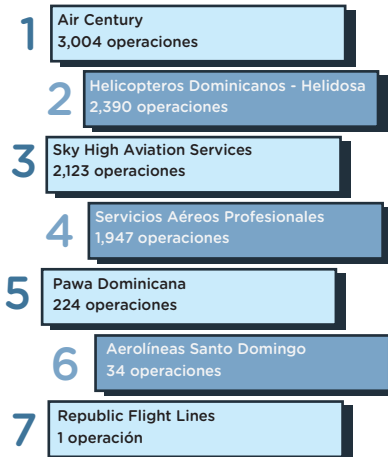 1
Air Century
3,004 operaciones
2
Helicopteros Dominicanos - Helidosa
2,390 operaciones
3
Sky High Aviation Services
2,123 operaciones
4
Servicios Aéreos Profesionales
1,947 operaciones
5
Pawa Dominicana
224 operaciones
6
Aerolíneas Santo Domingo
34 operaciones
7
Republic Flight Lines
1 operación